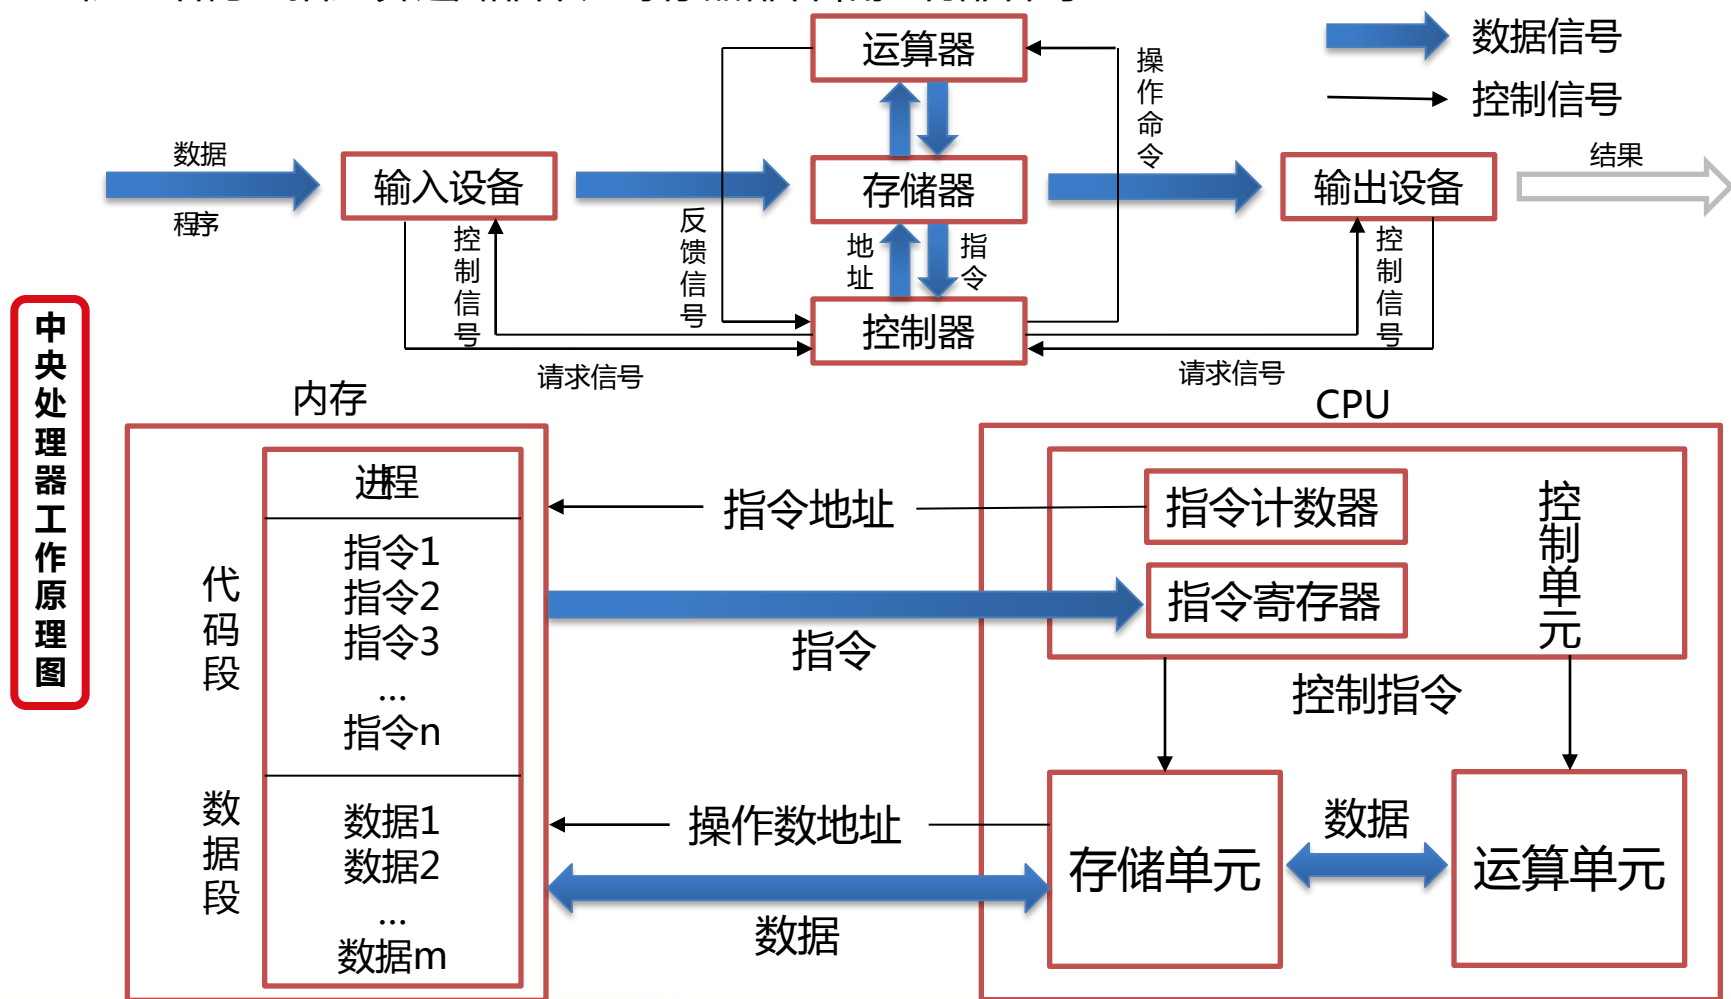 运算器
操作命令
数据信号
控制信号
数据
程序
输入设备
存储器
输出设备
结果
反馈信号
控制信号
地址
指令
控制信号
控制器
请求信号
请求信号
中央处理器工作原理图
内存
CPU
进程
指令1
指令2
指令3
...
指令n
代码段
数据段
数据1
数据2
...
数据m
指令地址
指令
操作数地址
数据
指令计数器
指令寄存器
控制单元
控制指令
存储单元
数据
运算单元